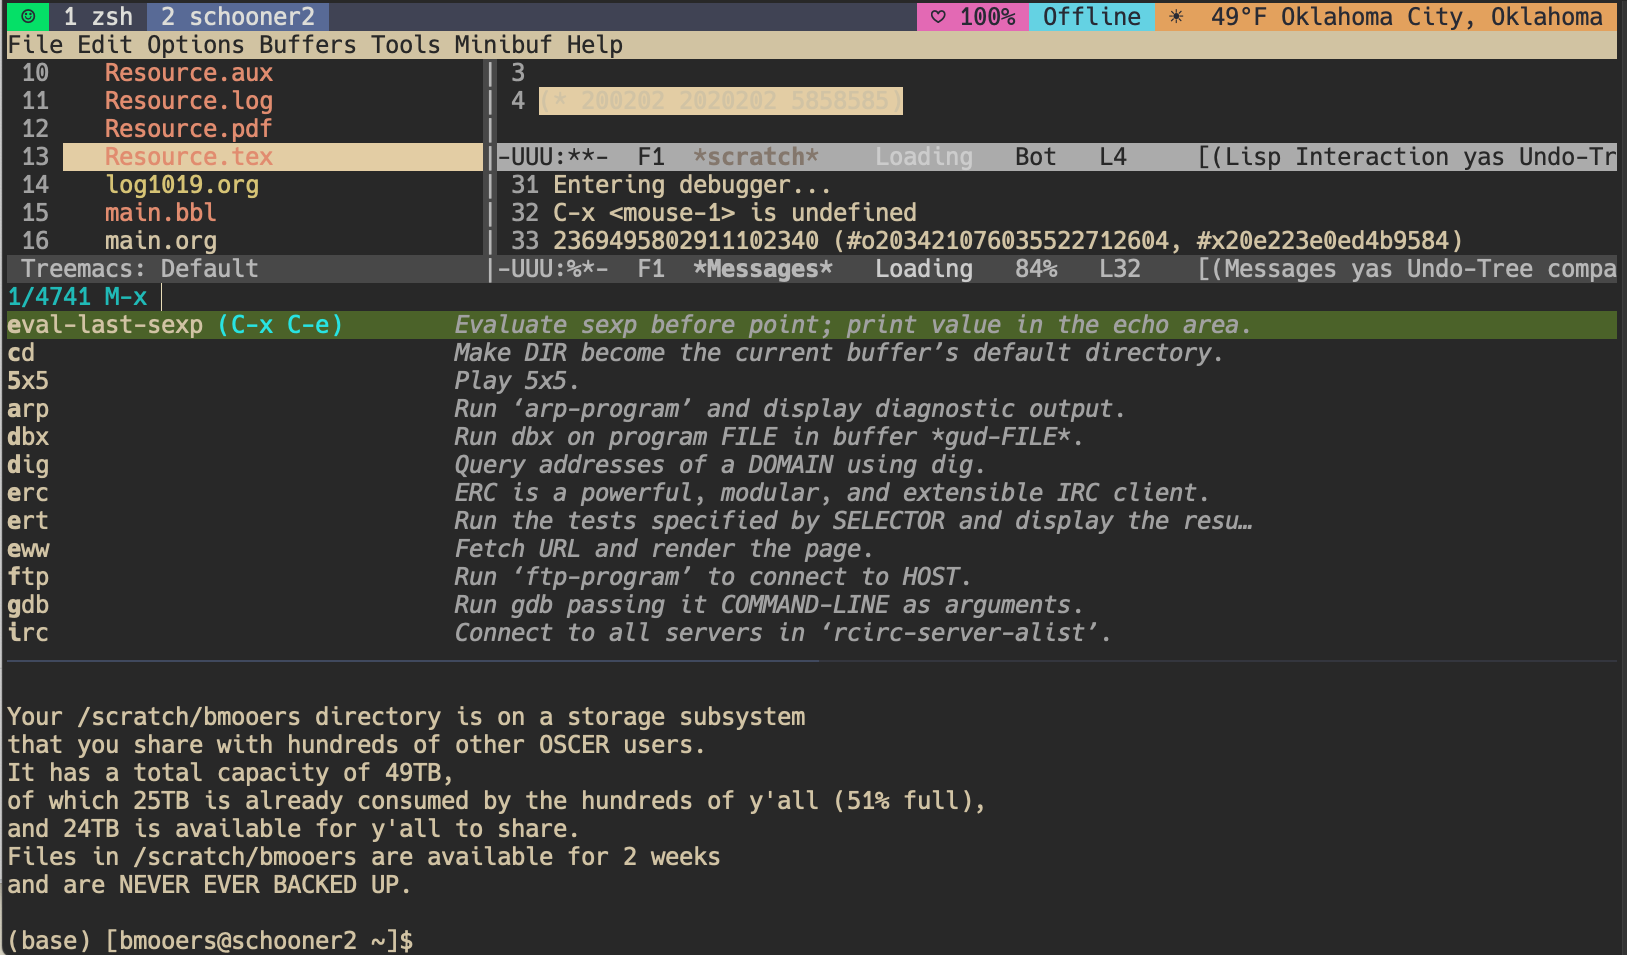 ☺ 1 zsh 2 schooner2 ♡ 100% Offline ☀ 49°F Oklahoma City, Oklahoma
File Edit Options Buffers Tools Minibuf Help
10 Resource.aux
11 Resource.log
12 Resource.pdf
13 Resource.tex
14 log1019.org
15 main.bbl
16 main.org
Treemacs: Default
3
4 (* 200202 2020202 5858585)
-UUU:**- F1 *scratch* Loading Bot L4 [(Lisp Interaction yas Undo-Tr
31 Entering debugger...
32 C-x <mouse-1> is undefined
33 2369495802911102340 (#o203421076035522712604, #x20e223e0ed4b9584)
-UUU:%*- F1 *Messages* Loading 84% L32 [(Messages yas Undo-Tree compa
1/4741 M-x
eval-last-sexp (C-x C-e) Evaluate sexp before point; print value in the echo area.
cd Make DIR become the current buffer’s default directory.
5x5 Play 5x5.
arp Run ‘arp-program’ and display diagnostic output.
dbx Run dbx on program FILE in buffer *gud-FILE*.
dig Query addresses of a DOMAIN using dig.
erc ERC is a powerful, modular, and extensible IRC client.
ert Run the tests specified by SELECTOR and display the resu…
eww Fetch URL and render the page.
ftp Run ‘ftp-program’ to connect to HOST.
gdb Run gdb passing it COMMAND-LINE as arguments.
irc Connect to all servers in ‘rcirc-server-alist’.
Your /scratch/bmooers directory is on a storage subsystem
that you share with hundreds of other OSCER users.
It has a total capacity of 49TB,
of which 25TB is already consumed by the hundreds of y'all (51% full),
and 24TB is available for y'all to share.
Files in /scratch/bmooers are available for 2 weeks
and are NEVER EVER BACKED UP.
(base) [bmooers@schooner2 ~]$